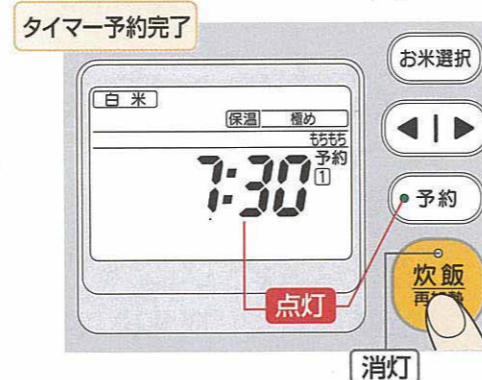 タイマー予約完了
お米選択
白米
保温 極め
もちもち
予約
7:30 1
予約
炊飯
点灯
消灯